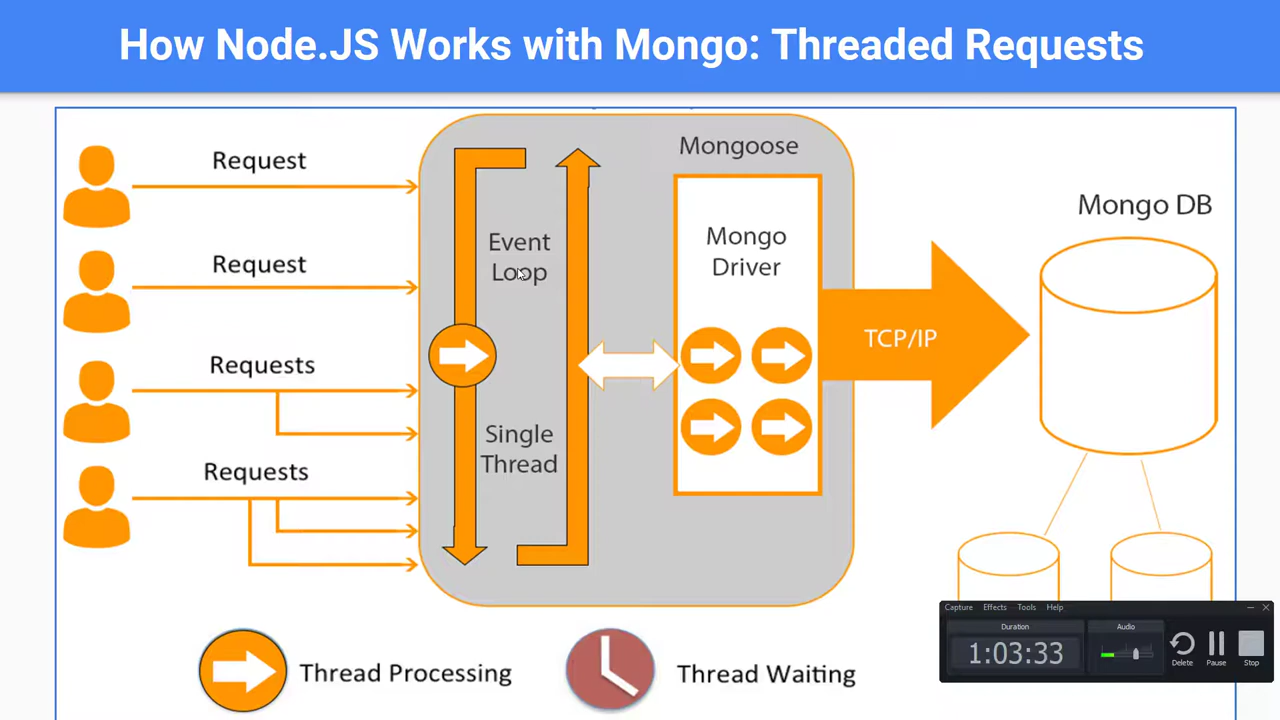 How Node.JS Works with Mongo: Threaded Requests
Request
Request
Requests
Requests
Event
Loop
Single
Thread
Mongoose
Mongo
Driver
TCP/IP
Mongo DB
Thread Processing
Thread Waiting
Capture Effects Tools Help
Duration
1:03:33
Audio
Delete
Pause
Stop